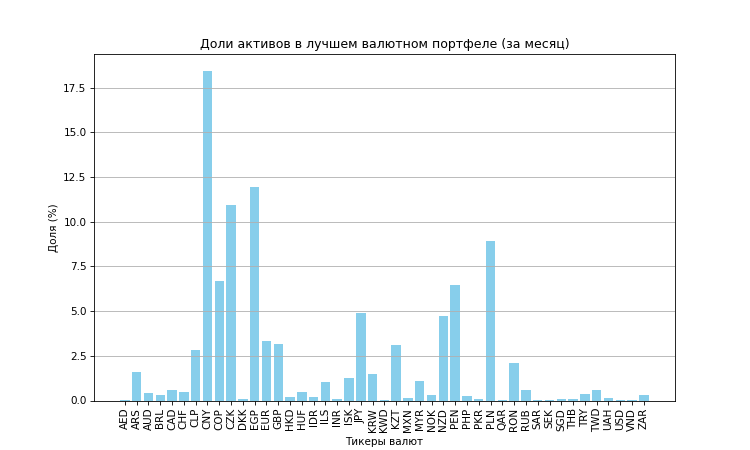 Доли активов в лучшем валютном портфеле (за месяц)
Доля (%)
17.5
15.0
12.5
10.0
7.5
5.0
2.5
0.0
AED ARS AUD BRL CAD CHF CLP CNY COP CZK DKK EGP EUR GBP HKD HUF IDR ILS INR ISK JPY KRW KWD KZT MXN MYR NOK NZD PEN PHP PKR PLN QAR RON RUB SAR SEK SGD THB TRY TWD UAH USD VND ZAR
Тикеры валют